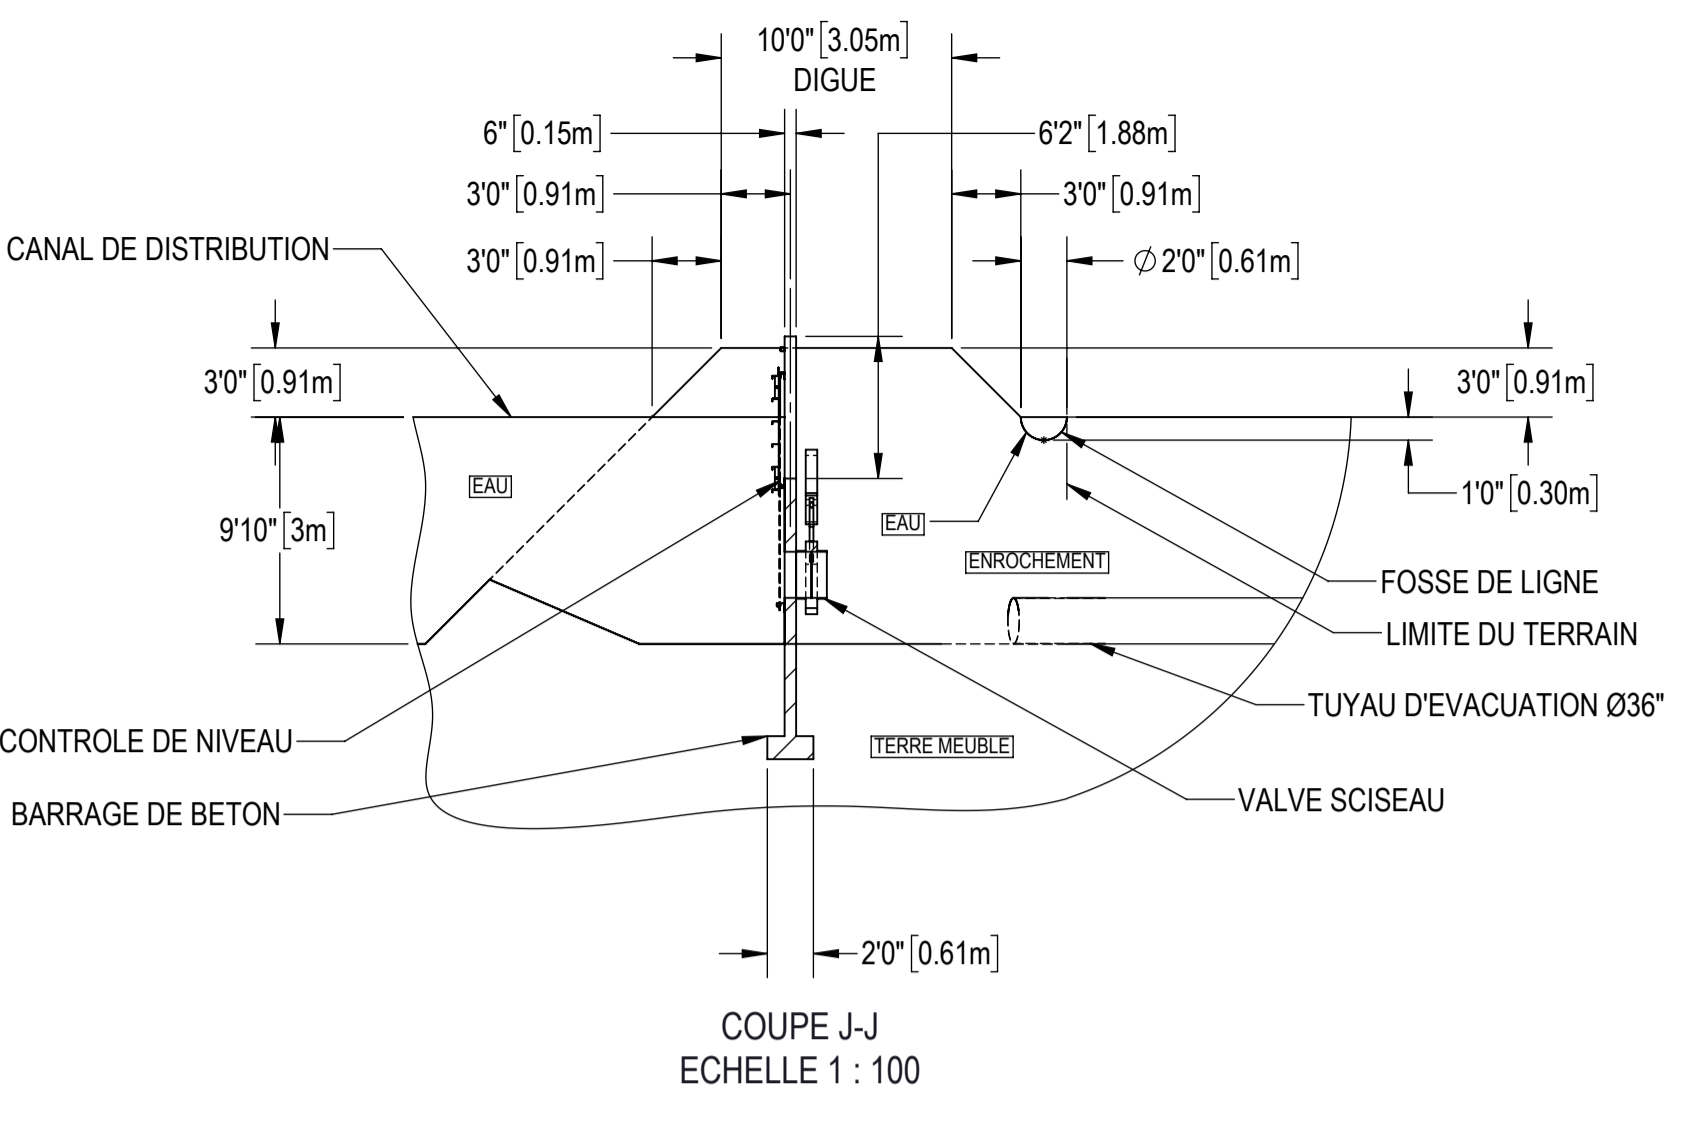 10'0" [3.05m]
DIGUE
6" [0.15m]
6'2" [1.88m]
3'0" [0.91m]
3'0" [0.91m]
CANAL DE DISTRIBUTION
3'0" [0.91m]
Ø 2'0" [0.61m]
3'0" [0.91m]
3'0" [0.91m]
EAU
1'0" [0.30m]
9'10" [3m]
EAU
ENROCHEMENT
FOSSE DE LIGNE
LIMITE DU TERRAIN
TUYAU D'EVACUATION Ø36"
CONTROLE DE NIVEAU
TERRE MEUBLE
VALVE SCISEAU
BARRAGE DE BETON
2'0" [0.61m]
COUPE J-J
ECHELLE 1 : 100